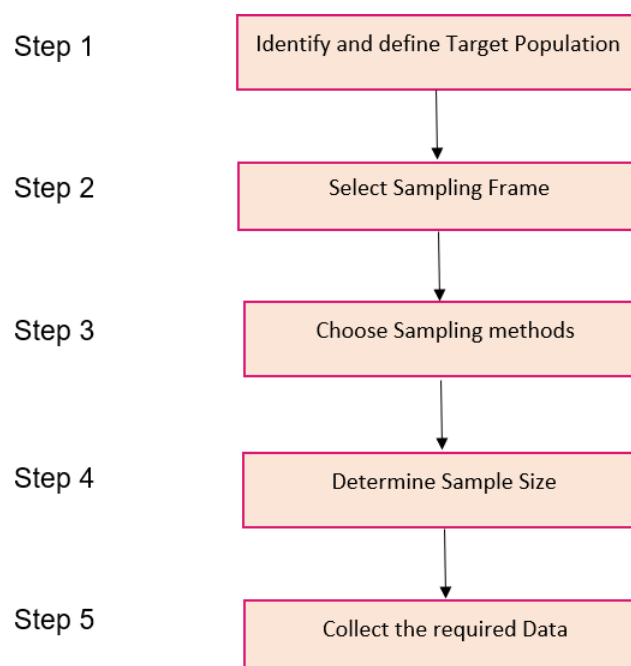 Step 1
Identify and define Target Population
Step 2
Select Sampling Frame
Step 3
Choose Sampling methods
Step 4
Determine Sample Size
Step 5
Collect the required Data